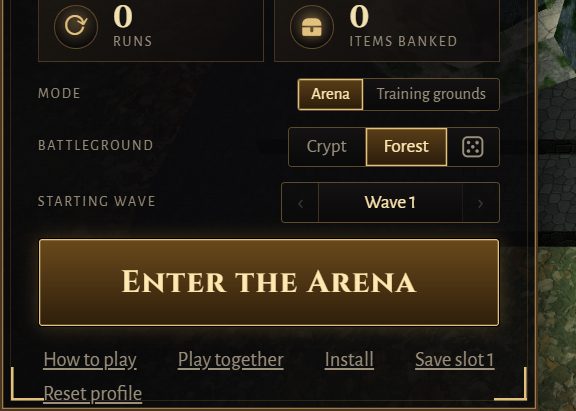 0 0
RUNS ITEMS BANKED
MODE Arena Training grounds
BATTLEGROUND Crypt Forest
STARTING WAVE ‹ Wave 1 ›
ENTER THE ARENA
How to play Play together Install Save slot 1
Reset profile